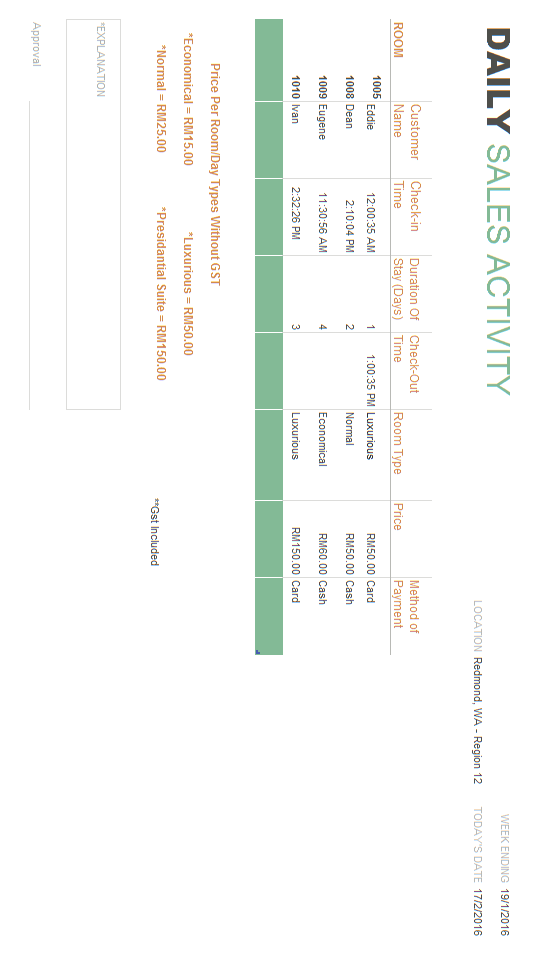 DAILY SALES ACTIVITY
WEEK ENDING 19/1/2016
LOCATION Redmond, WA - Region 12 TODAY'S DATE 17/2/2016
ROOM Customer Name Check-in Time Duration Of Stay (Days) Check-Out Time Room Type Price Method of Payment
1005 Eddie 12:00:35 AM 1 1:00:35 PM Luxurious RM50.00 Card
1008 Dean 2:10:04 PM 2 Normal RM50.00 Cash
1009 Eugene 11:30:56 AM 4 Economical RM60.00 Cash
1010 Ivan 2:32:26 PM 3 Luxurious RM150.00 Card
Price Per Room/Day Types Without GST
*Economical = RM15.00 *Luxurious = RM50.00
*Normal = RM25.00 *Presidantial Suite = RM150.00 **Gst Included
*EXPLANATION
Approval